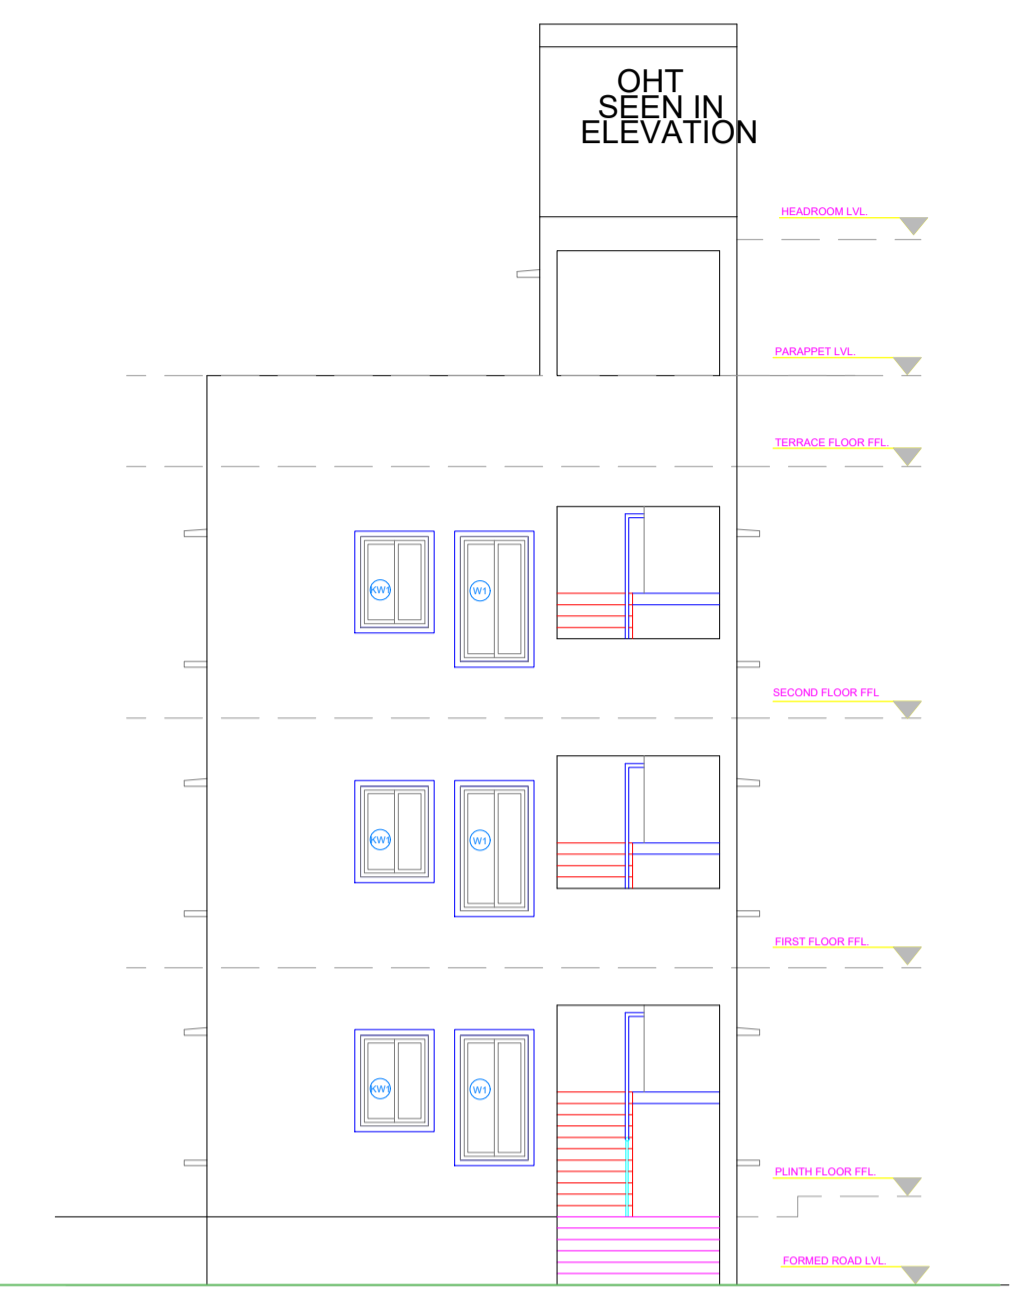 OHT
SEEN IN
ELEVATION
HEADROOM LVL.
PARAPPET LVL.
TERRACE FLOOR FFL.
KW1
W1
SECOND FLOOR FFL
KW1
W1
FIRST FLOOR FFL.
KW1
W1
PLINTH FLOOR FFL.
FORMED ROAD LVL.